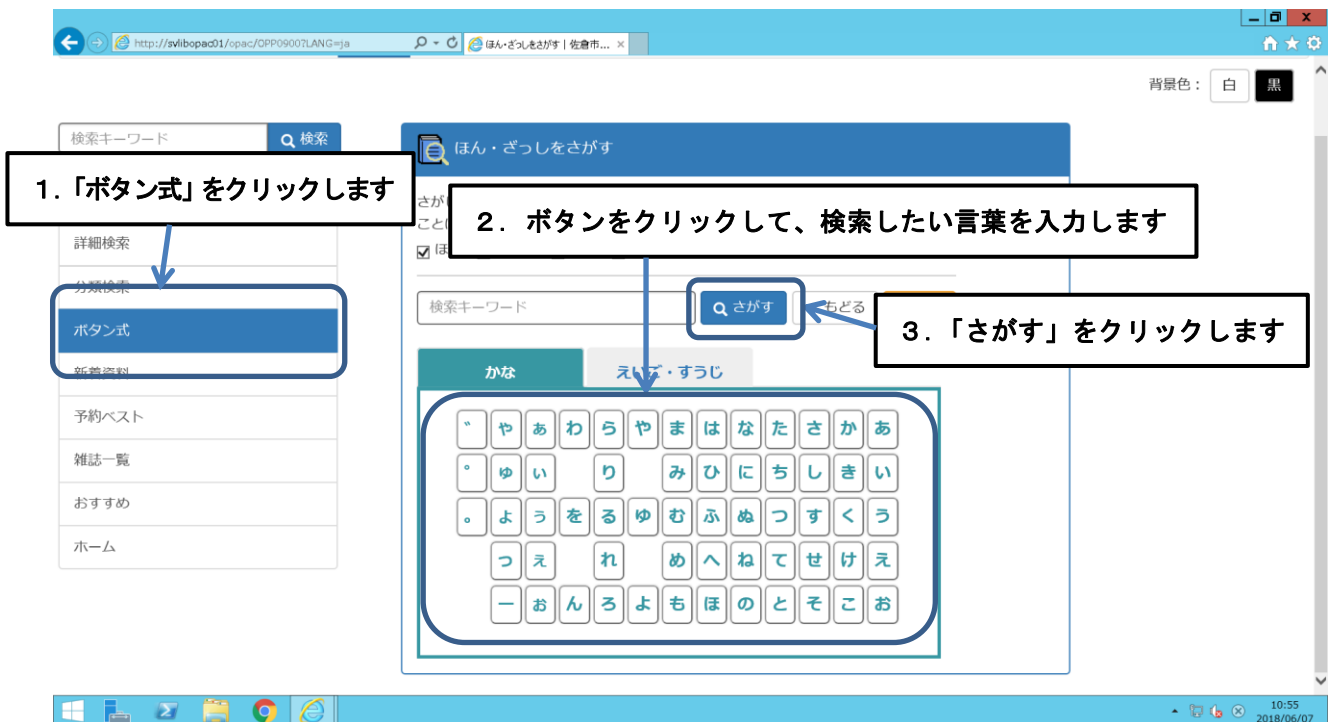 http://svlibopac01/opac/OPP0900?LANG=ja
ほん・ざっしをさがす | 佐倉市...
背景色：
白
黒
検索キーワード
検索
1.「ボタン式」をクリックします
詳細検索
分類検索
ボタン式
新着資料
予約ベスト
雑誌一覧
おすすめ
ホーム
ほん・ざっしをさがす
さが
こと
2. ボタンをクリックして、検索したい言葉を入力します
検索キーワード
さがす
もどる
3.「さがす」をクリックします
かな
えいご・すうじ
゛ ゃ ぁ わ ら や ま は な た さ か あ
゜ ゅ ぃ り み ひ に ち し き い
。 ょ ぅ を る ゆ む ふ ぬ つ す く う
っ ぇ れ め へ ね て せ け え
ー ぉ ん ろ よ も ほ の と そ こ お
10:55
2018/06/07